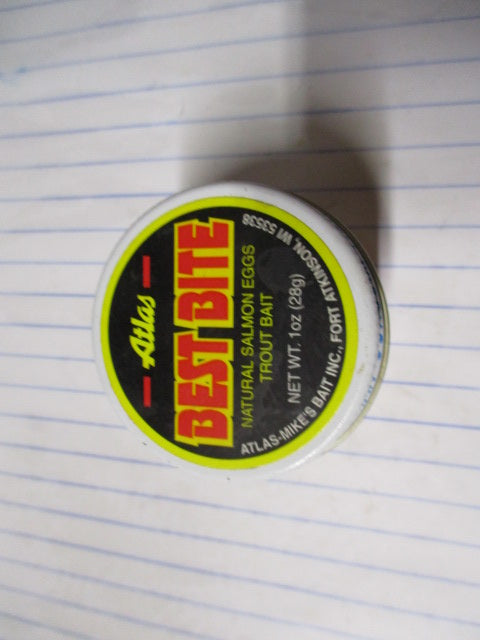 Atlas
BEST BITE
NATURAL SALMON EGGS
TROUT BAIT
NET WT. 1oz (28g)
ATLAS-MIKE'S BAIT INC., FORT ATKINSON, WI 53538